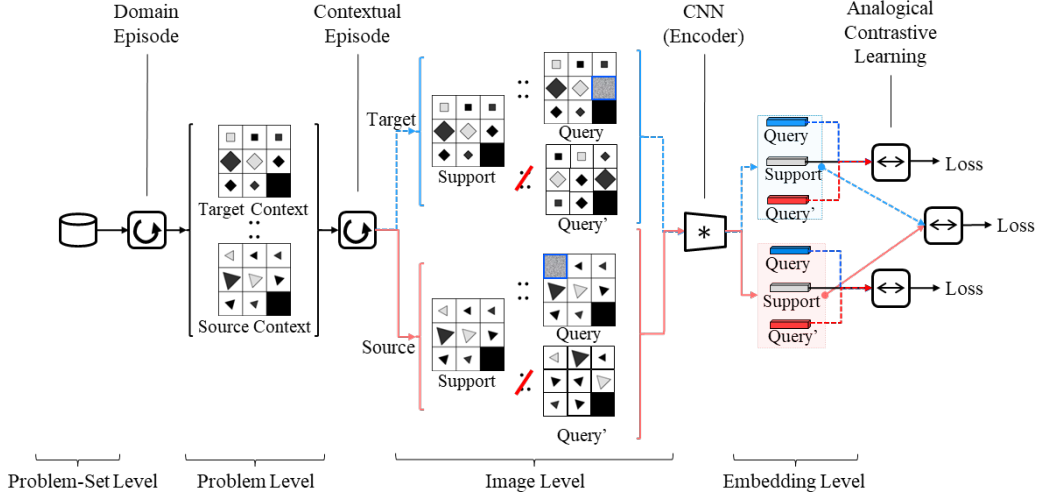 Domain
Episode
Contextual
Episode
CNN
(Encoder)
Analogical
Contrastive
Learning
Target Context
::
Source Context
Target
Support
::
Query
::
Query'
Source
Support
::
Query
::
Query'
*
Query
Support
Query'
Loss
Loss
Query
Support
Query'
Loss
Problem-Set Level
Problem Level
Image Level
Embedding Level